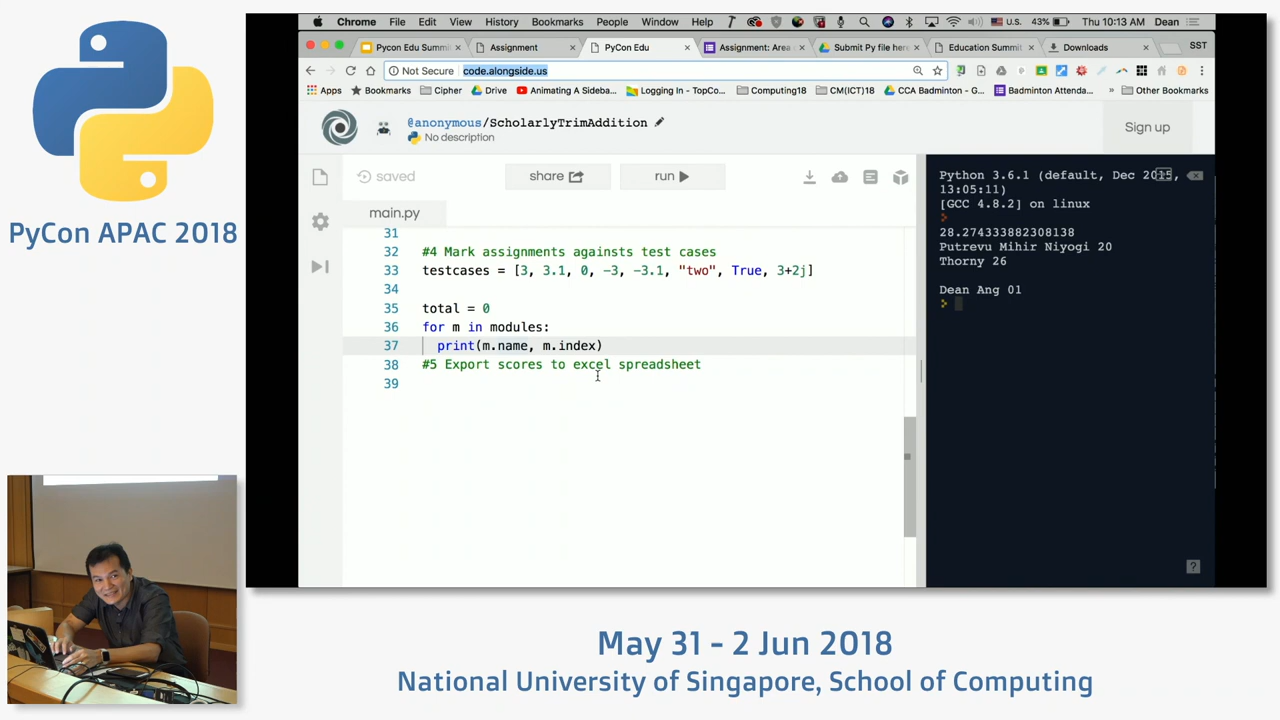 Chrome File Edit View History Bookmarks People Window Help U.S. 43% Thu 10:13 AM Dean
Pycon Edu Summi Assignment PyCon Edu Assignment: Area Submit Py file here Education Summit Downloads SST
Not Secure code.alongside.us
Apps Bookmarks Cipher Drive Animating A Sideba... Logging In - TopCo... Computing18 CM(ICT)18 CCA Badminton - G... Badminton Attenda... » Other Bookmarks
@anonymous/ScholarlyTrimAddition
No description
Sign up
saved share run
main.py
31
32 #4 Mark assignments againsts test cases
33 testcases = [3, 3.1, 0, -3, -3.1, "two", True, 3+2j]
34
35 total = 0
36 for m in modules:
37 print(m.name, m.index)
38 #5 Export scores to excel spreadsheet
39
Python 3.6.1 (default, Dec 2015,
13:05:11)
[GCC 4.8.2] on linux
28.274333882308138
Putrevu Mihir Niyogi 20
Thorny 26
Dean Ang 01
?
PyCon APAC 2018
May 31 - 2 Jun 2018
National University of Singapore, School of Computing